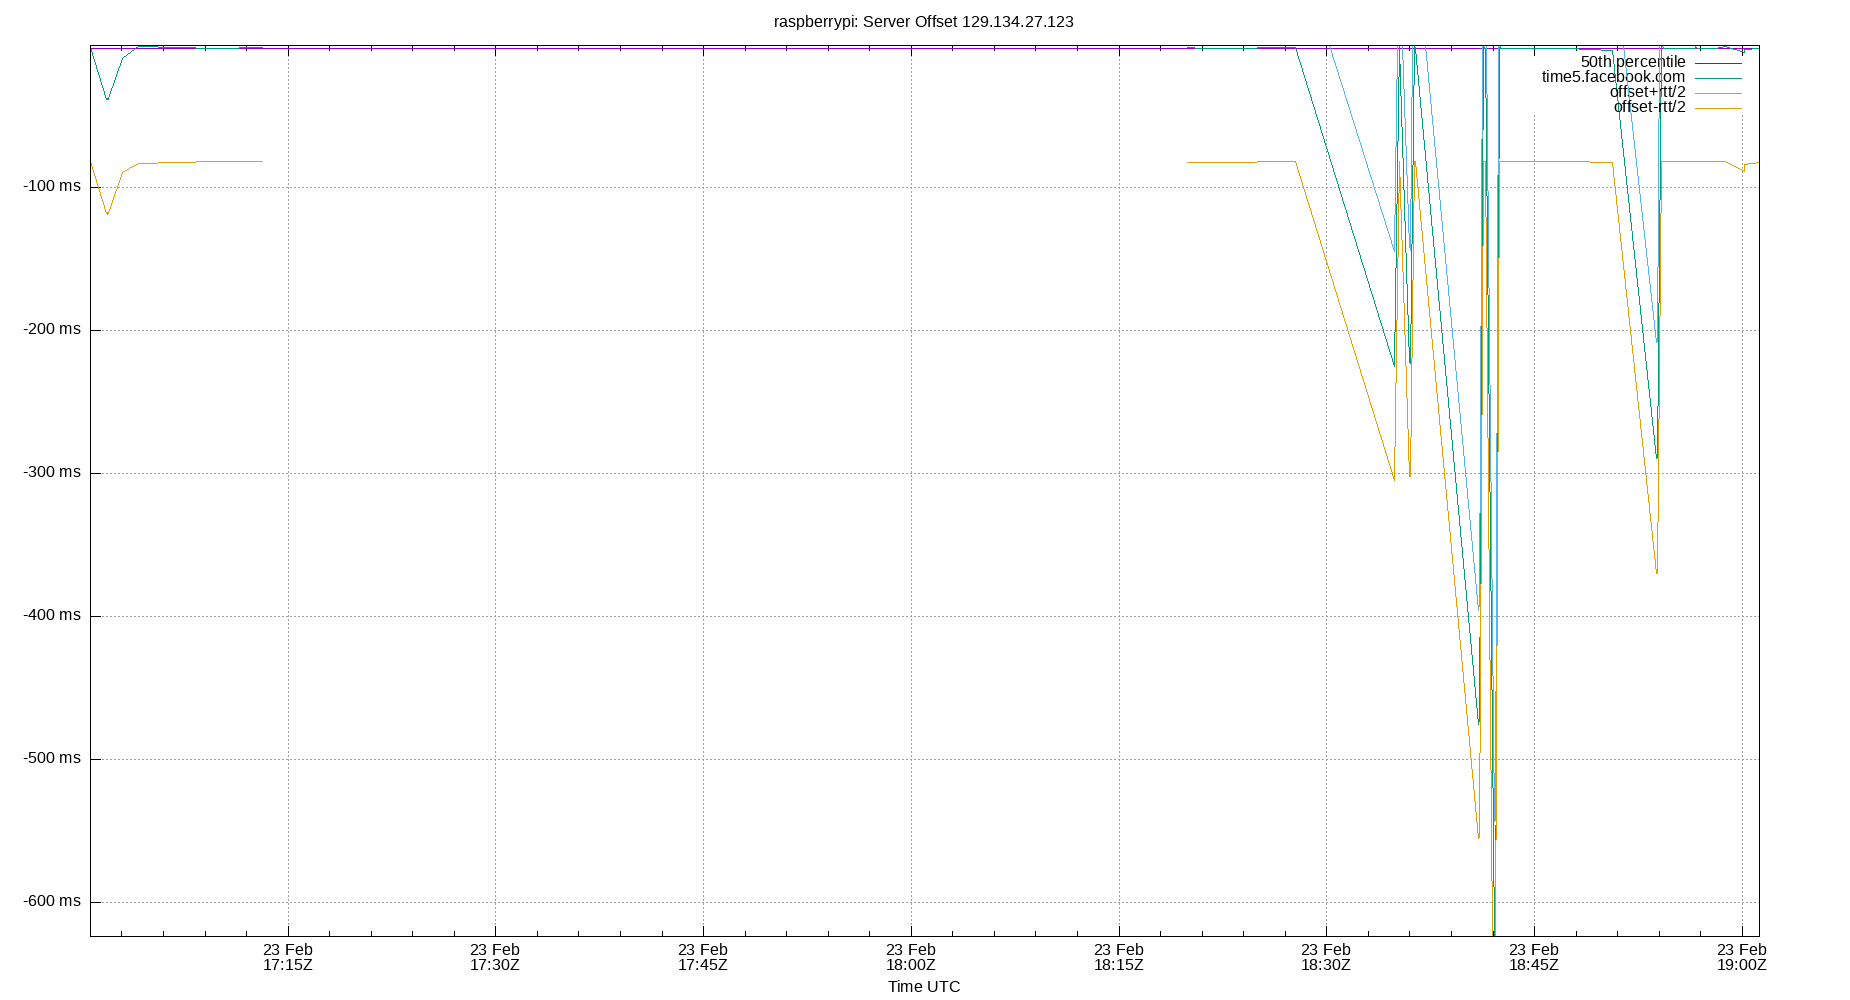 raspberrypi: Server Offset 129.134.27.123
50th percentile
time5.facebook.com
offset+rtt/2
offset-rtt/2
-100 ms
-200 ms
-300 ms
-400 ms
-500 ms
-600 ms
23 Feb 23 Feb 23 Feb 23 Feb 23 Feb 23 Feb 23 Feb 23 Feb
17:15Z 17:30Z 17:45Z 18:00Z 18:15Z 18:30Z 18:45Z 19:00Z
Time UTC